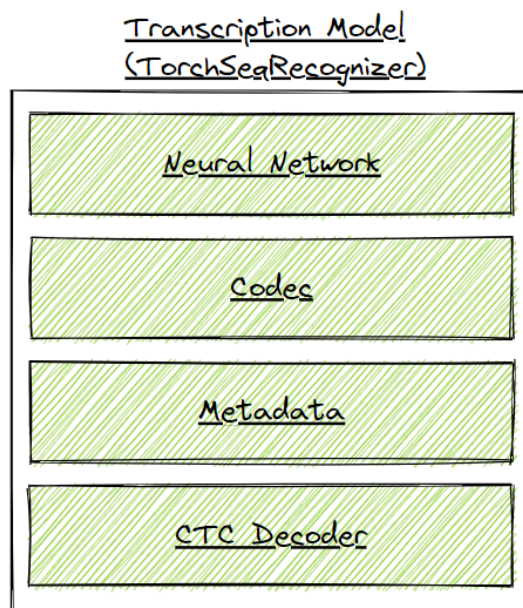 Transcription Model
(TorchSeqRecognizer)
Neural Network
Codec
Metadata
CTC Decoder